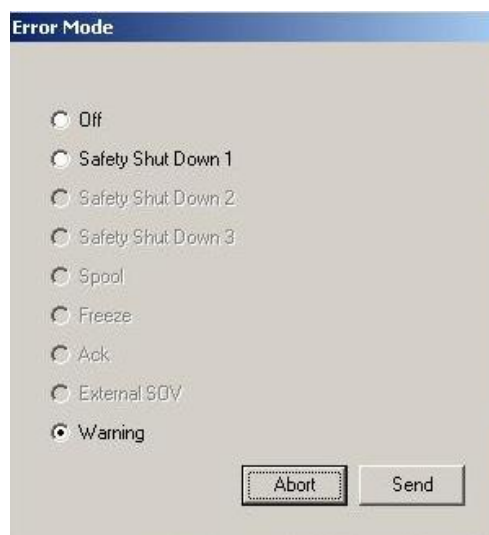 Error Mode
Off
Safety Shut Down 1
Safety Shut Down 2
Safety Shut Down 3
Spool
Freeze
Ack
External SOV
Warning
Abort Send